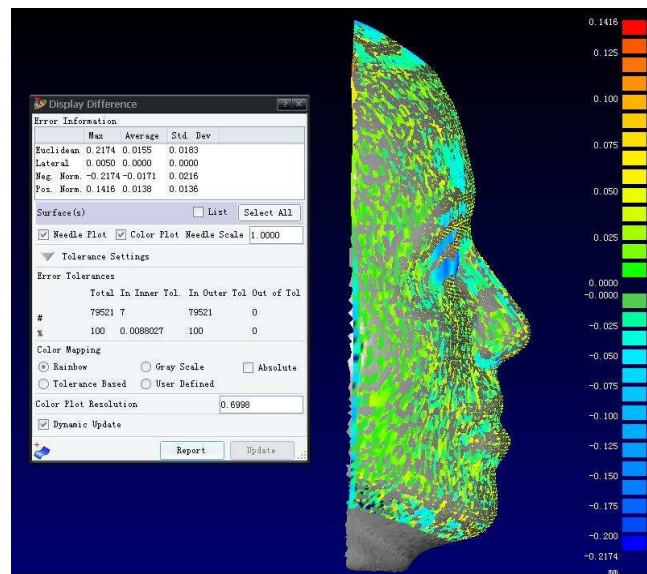 Display Difference
Error Information
Max Average Std. Dev
Euclidean 0.2174 0.0155 0.0183
Lateral 0.0050 0.0000 0.0000
Neg. Norm. -0.2174 -0.0171 0.0216
Pos. Norm. 0.1416 0.0138 0.0136
Surface(s) List Select All
Needle Plot Color Plot Needle Scale 1.0000
Tolerance Settings
Error Tolerances
Total In Inner Tol. In Outer Tol Out of Tol
# 79521 7 79521 0
% 100 0.0088027 100 0
Color Mapping
Rainbow Gray Scale Absolute
Tolerance Based User Defined
Color Plot Resolution 0.6998
Dynamic Update
Report Update
0.1416
0.125
0.100
0.075
0.050
0.025
0.0000
-0.0000
-0.025
-0.050
-0.075
-0.100
-0.125
-0.150
-0.175
-0.200
-0.2174
mm